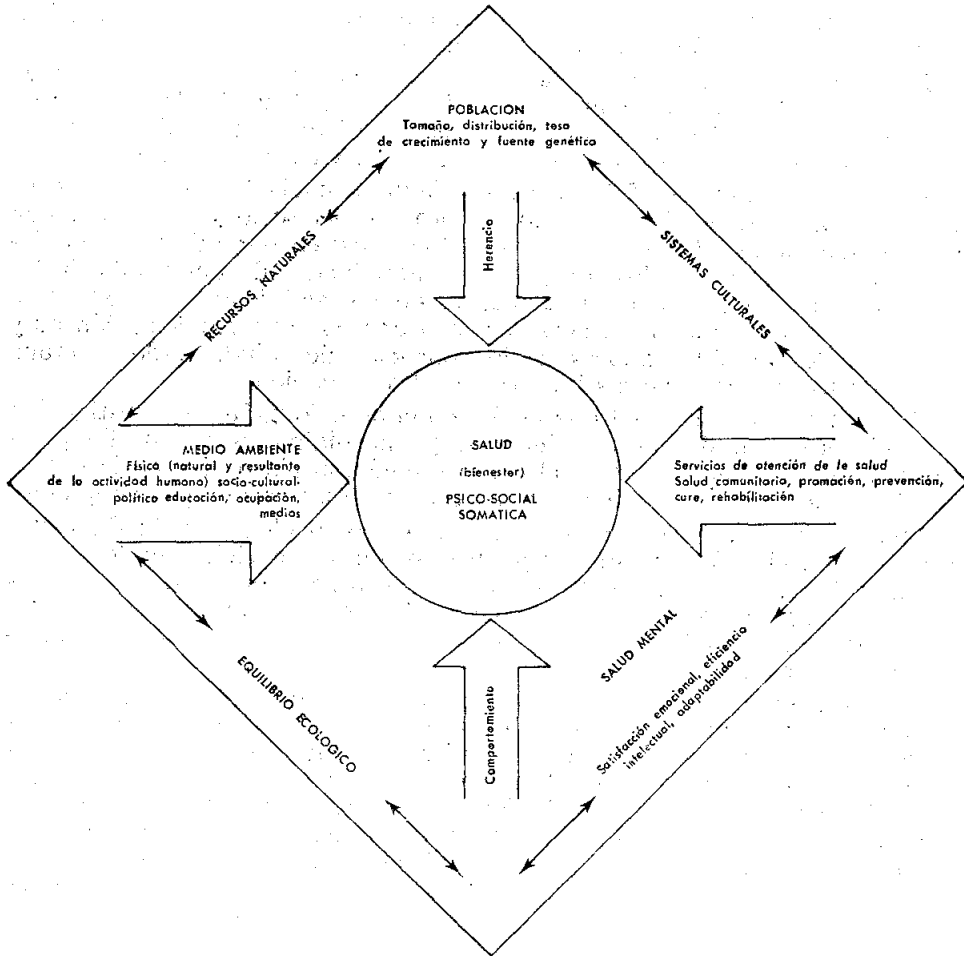 POBLACION
Tamaño, distribución, tasa
de crecimiento y fuente genética
Herencia
RECURSOS NATURALES
SISTEMAS CULTURALES
MEDIO AMBIENTE
Física (natural y resultante
de la actividad humana) socio-cultural-
político educación, ocupación,
medios
SALUD
(bienestar)
PSICO-SOCIAL
SOMATICA
Servicios de atención de la salud
Salud comunitaria, promoción, prevención,
cura, rehabilitación
EQUILIBRIO ECOLOGICO
Comportamiento
SALUD MENTAL
Satisfacción emocional, eficiencia
intelectual, adaptabilidad